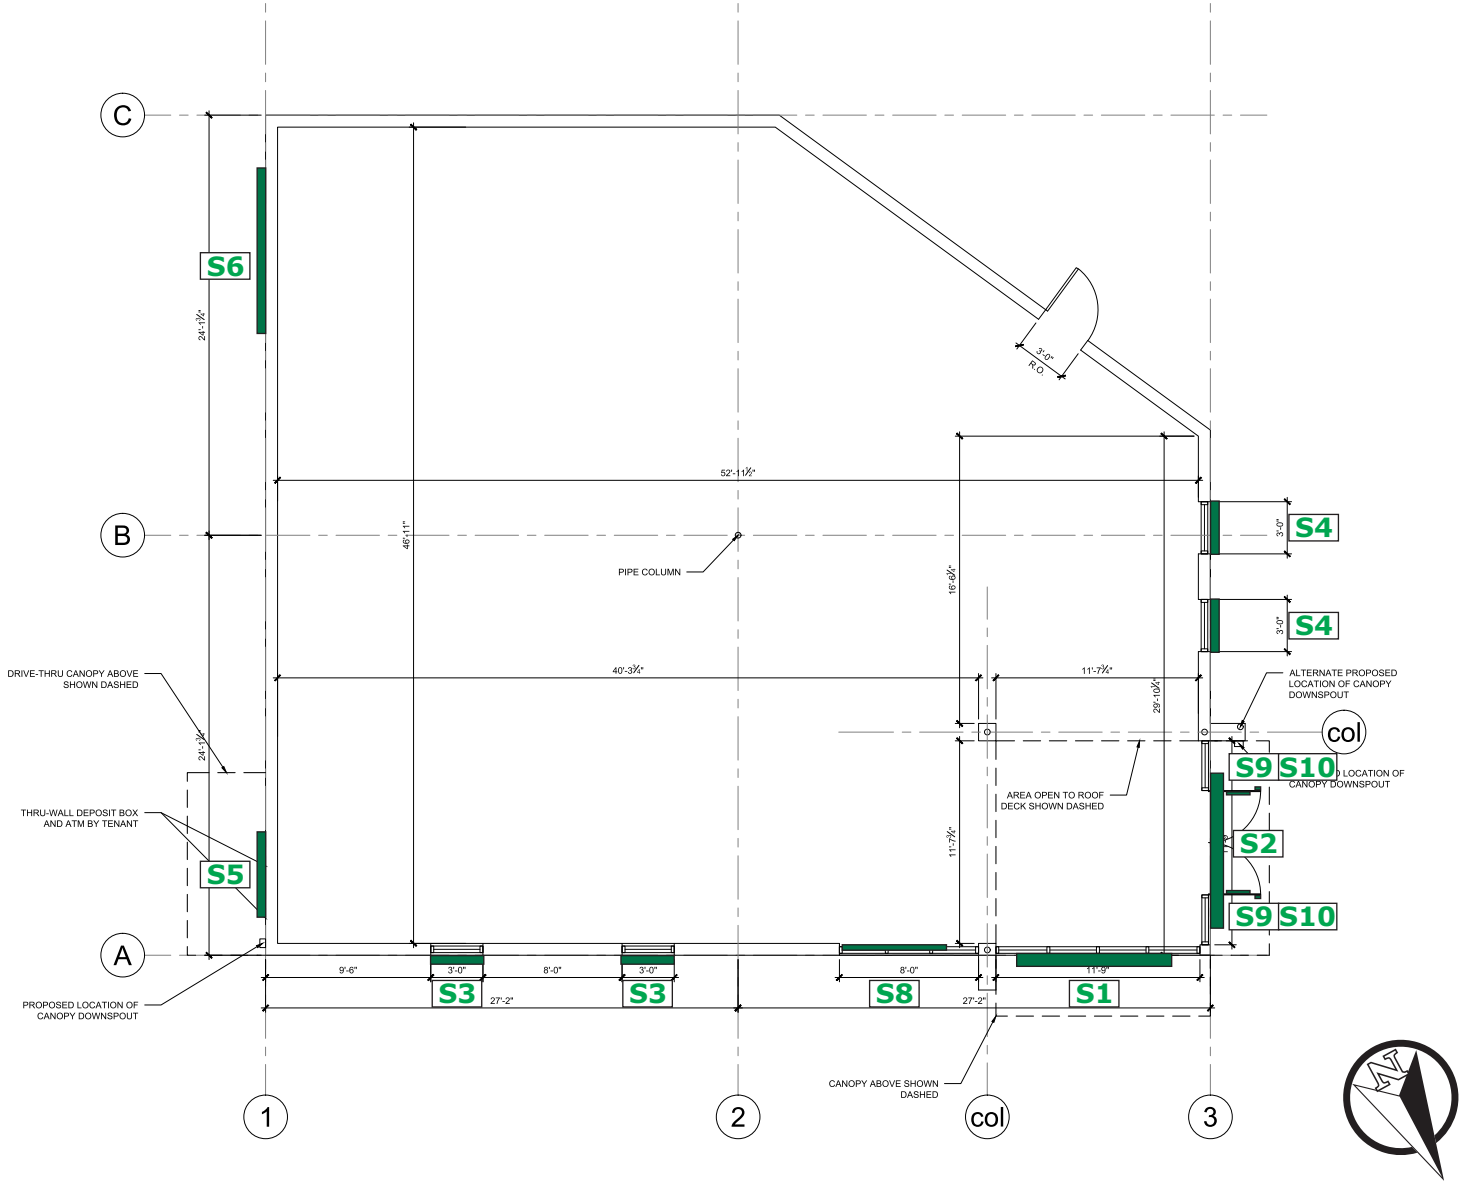 C
S6
24'-1¾"
3'-0"
R.O.
52'-11½"
46'-11"
B
PIPE COLUMN
16'-6¼"
S4
3'-0"
S4
3'-0"
DRIVE-THRU CANOPY ABOVE
SHOWN DASHED
40'-3¾"
11'-7¾"
29'-10¼"
ALTERNATE PROPOSED
LOCATION OF CANOPY
DOWNSPOUT
col
24'-1¾"
S9 S10
D LOCATION OF
CANOPY DOWNSPOUT
AREA OPEN TO ROOF
DECK SHOWN DASHED
THRU-WALL DEPOSIT BOX
AND ATM BY TENANT
11'-7¾"
S2
S5
S9 S10
A
9'-6"
3'-0"
8'-0"
3'-0"
8'-0"
11'-9"
S3
S3
S8
S1
27'-2"
27'-2"
PROPOSED LOCATION OF
CANOPY DOWNSPOUT
CANOPY ABOVE SHOWN
DASHED
N
1
2
col
3